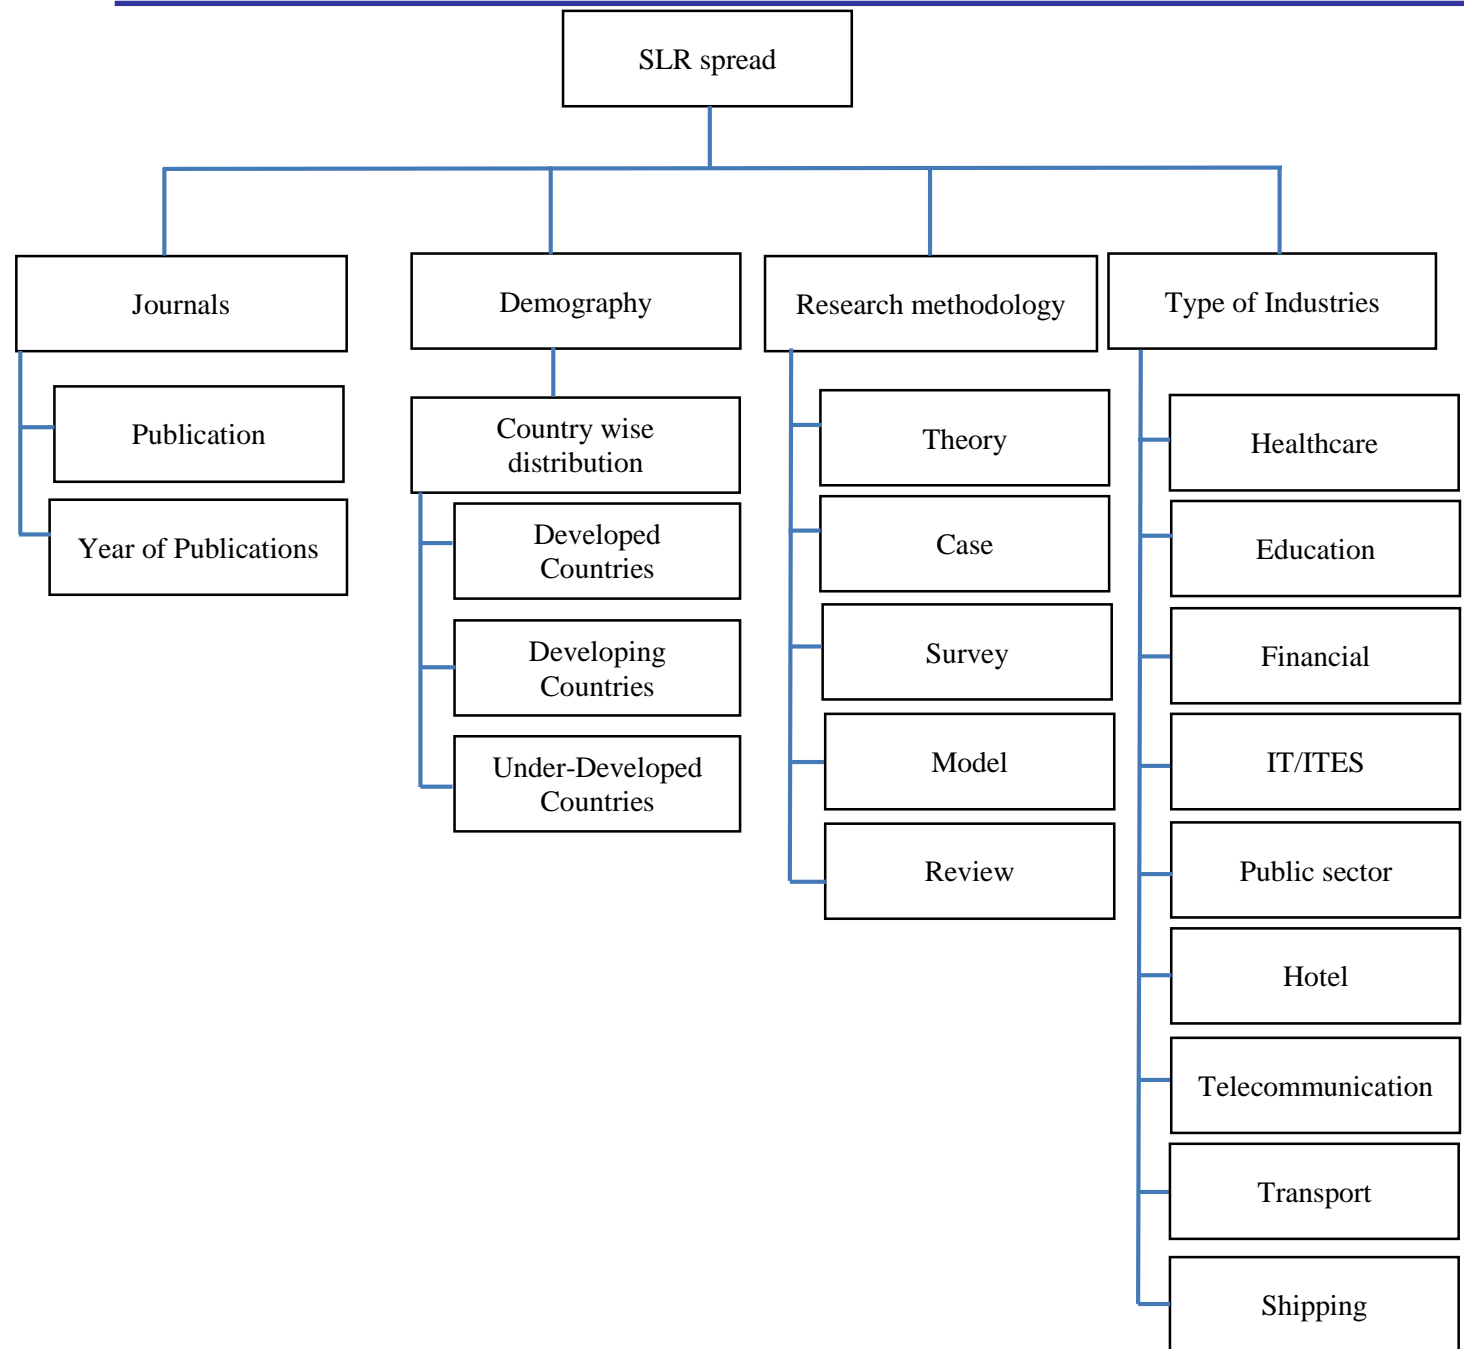 SLR spread
Journals
Demography
Research methodology
Type of Industries
Publication
Year of Publications
Country wise
distribution
Developed
Countries
Developing
Countries
Under-Developed
Countries
Theory
Case
Survey
Model
Review
Healthcare
Education
Financial
IT/ITES
Public sector
Hotel
Telecommunication
Transport
Shipping